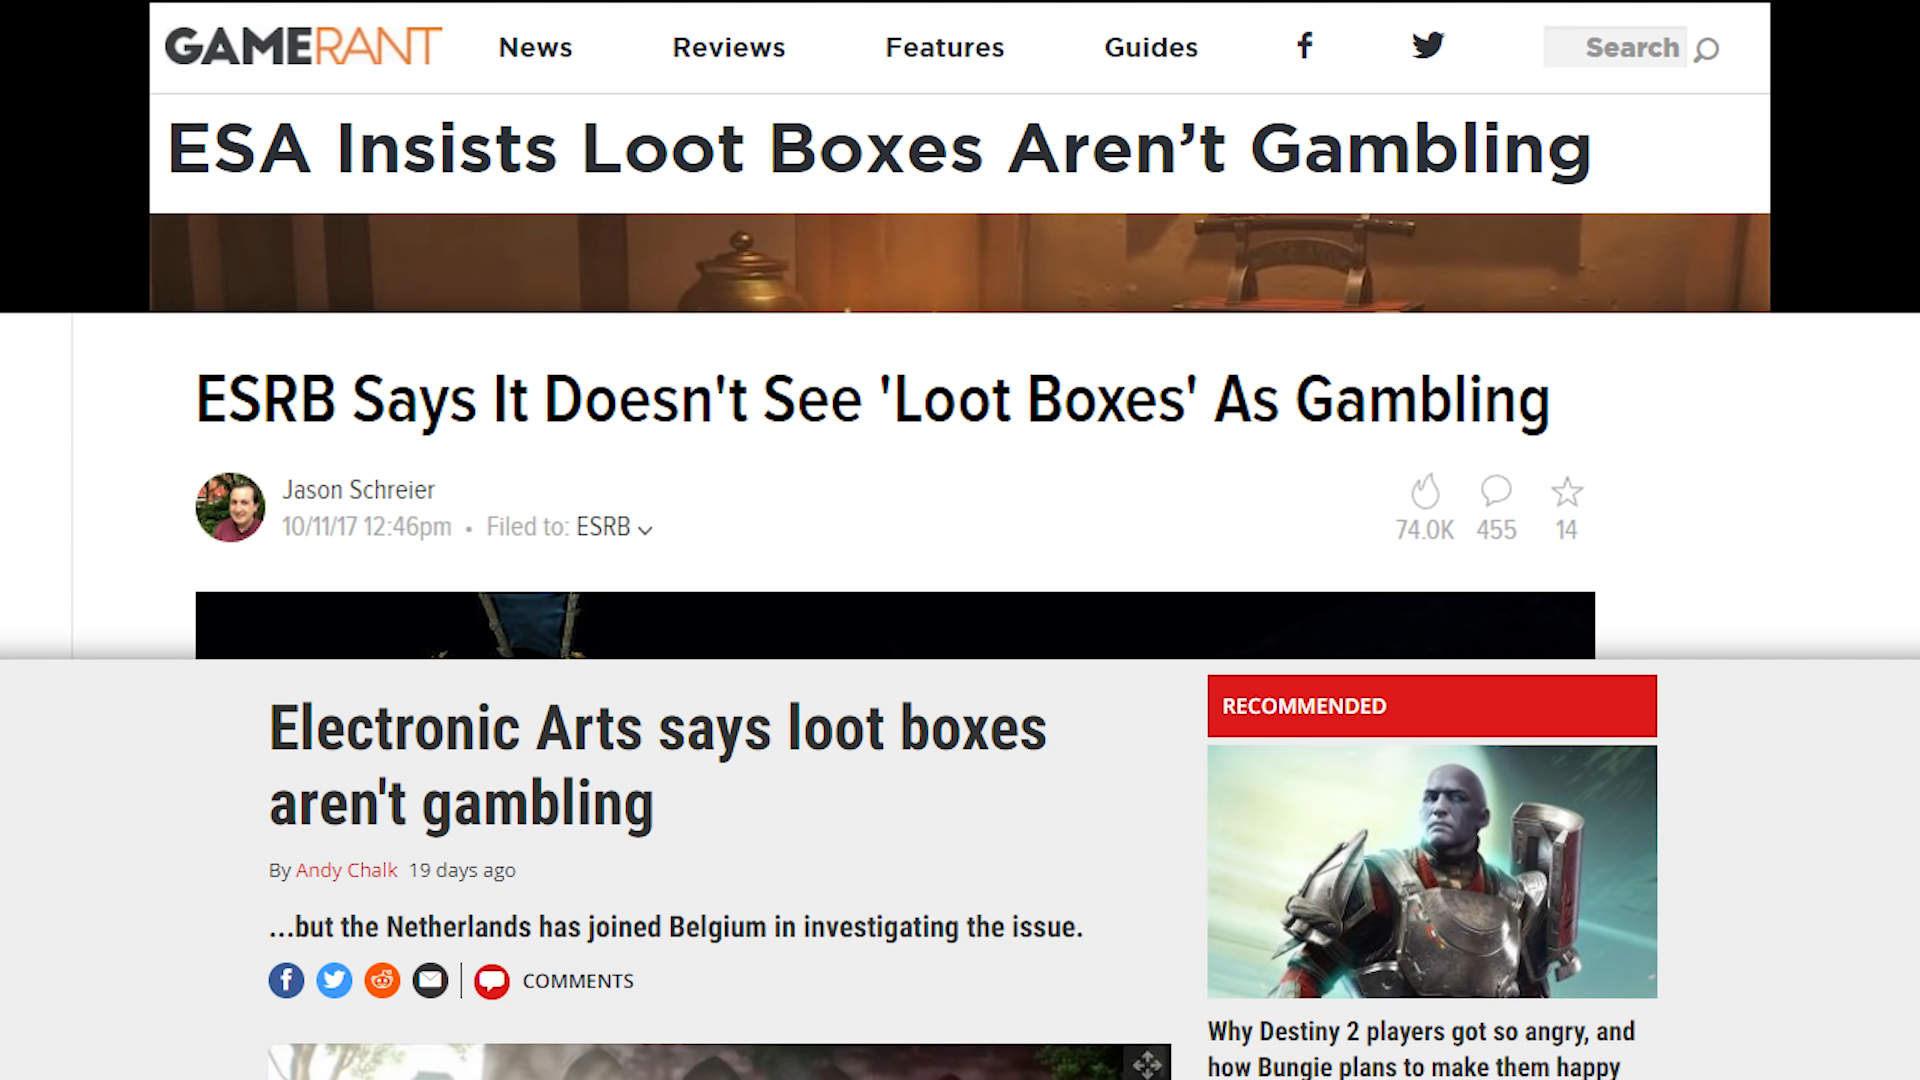 GAMERANT News Reviews Features Guides Search
ESA Insists Loot Boxes Aren’t Gambling
ESRB Says It Doesn't See 'Loot Boxes' As Gambling
Jason Schreier
10/11/17 12:46pm • Filed to: ESRB
74.0K 455 14
Electronic Arts says loot boxes
aren't gambling
By Andy Chalk 19 days ago
...but the Netherlands has joined Belgium in investigating the issue.
COMMENTS
RECOMMENDED
Why Destiny 2 players got so angry, and
how Bungie plans to make them happy